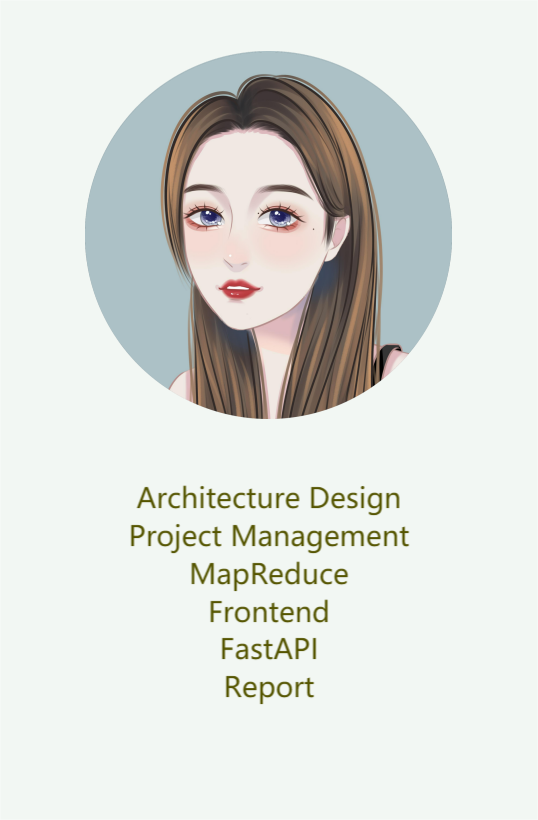 Architecture Design
Project Management
MapReduce
Frontend
FastAPI
Report